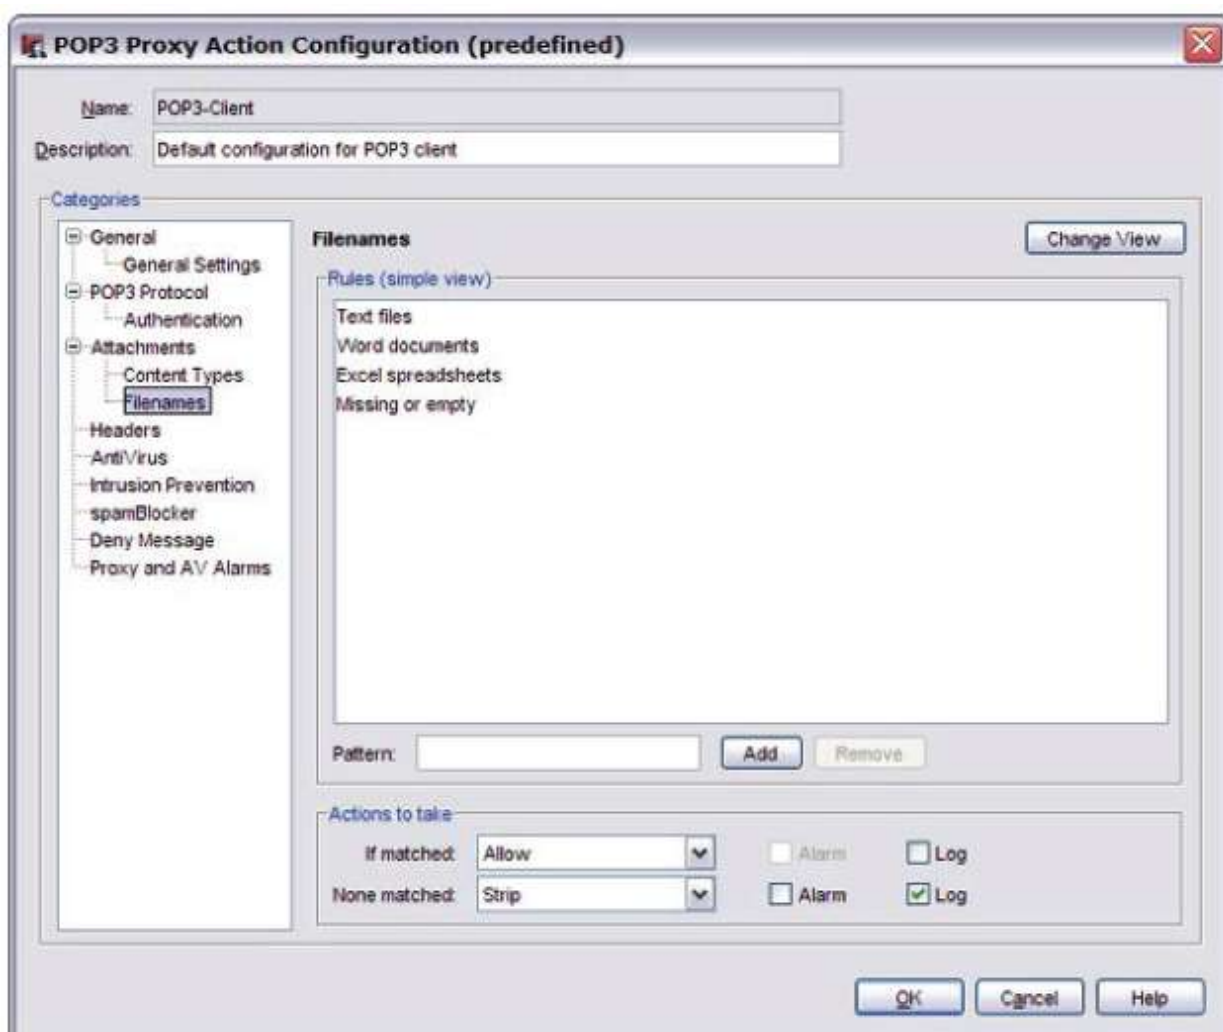 POP3 Proxy Action Configuration (predefined)
Name: POP3-Client
Description: Default configuration for POP3 client
Categories
General
General Settings
POP3 Protocol
Authentication
Attachments
Content Types
Filenames
Headers
AntiVirus
Intrusion Prevention
spamBlocker
Deny Message
Proxy and AV Alarms
Filenames
Change View
Rules (simple view)
Text files
Word documents
Excel spreadsheets
Missing or empty
Pattern: Add Remove
Actions to take
If matched: Allow Alarm Log
None matched: Strip Alarm Log
OK Cancel Help